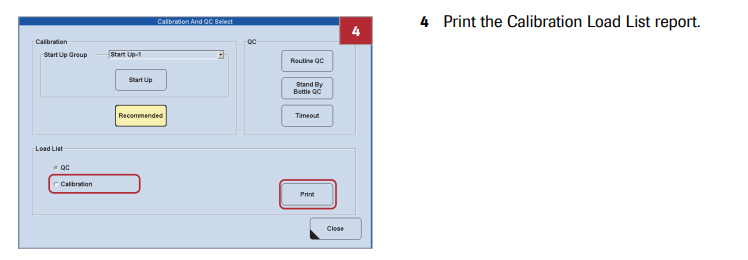 Calibration And QC Select
4
4 Print the Calibration Load List report.
Calibration
Start Up Group
Start Up-1
Start Up
Recommended
QC
Routine QC
Stand By
Bottle QC
Timeout
Load List
QC
Calibration
Print
Close